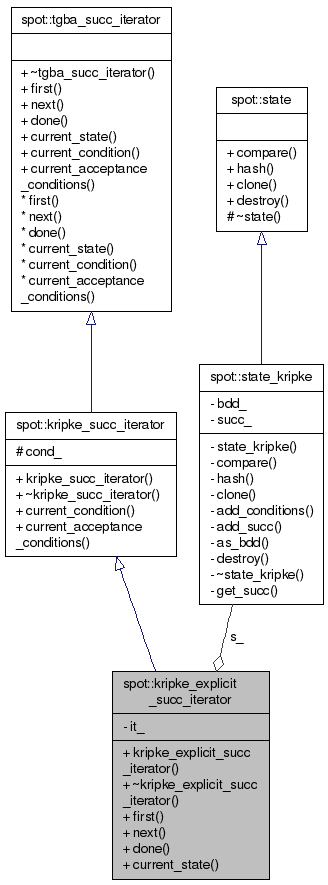 spot::tgba_succ_iterator
+ ~tgba_succ_iterator()
+ first()
+ next()
+ done()
+ current_state()
+ current_condition()
+ current_acceptance
_conditions()
* first()
* next()
* done()
* current_state()
* current_condition()
* current_acceptance
_conditions()
spot::state
+ compare()
+ hash()
+ clone()
+ destroy()
# ~state()
spot::state_kripke
- bdd_
- succ_
- state_kripke()
- compare()
- hash()
- clone()
- add_conditions()
- add_succ()
- as_bdd()
- destroy()
- ~state_kripke()
- get_succ()
spot::kripke_succ_iterator
# cond_
+ kripke_succ_iterator()
+ ~kripke_succ_iterator()
+ current_condition()
+ current_acceptance
_conditions()
s_
spot::kripke_explicit
_succ_iterator
- it_
+ kripke_explicit_succ
_iterator()
+ ~kripke_explicit_succ
_iterator()
+ first()
+ next()
+ done()
+ current_state()